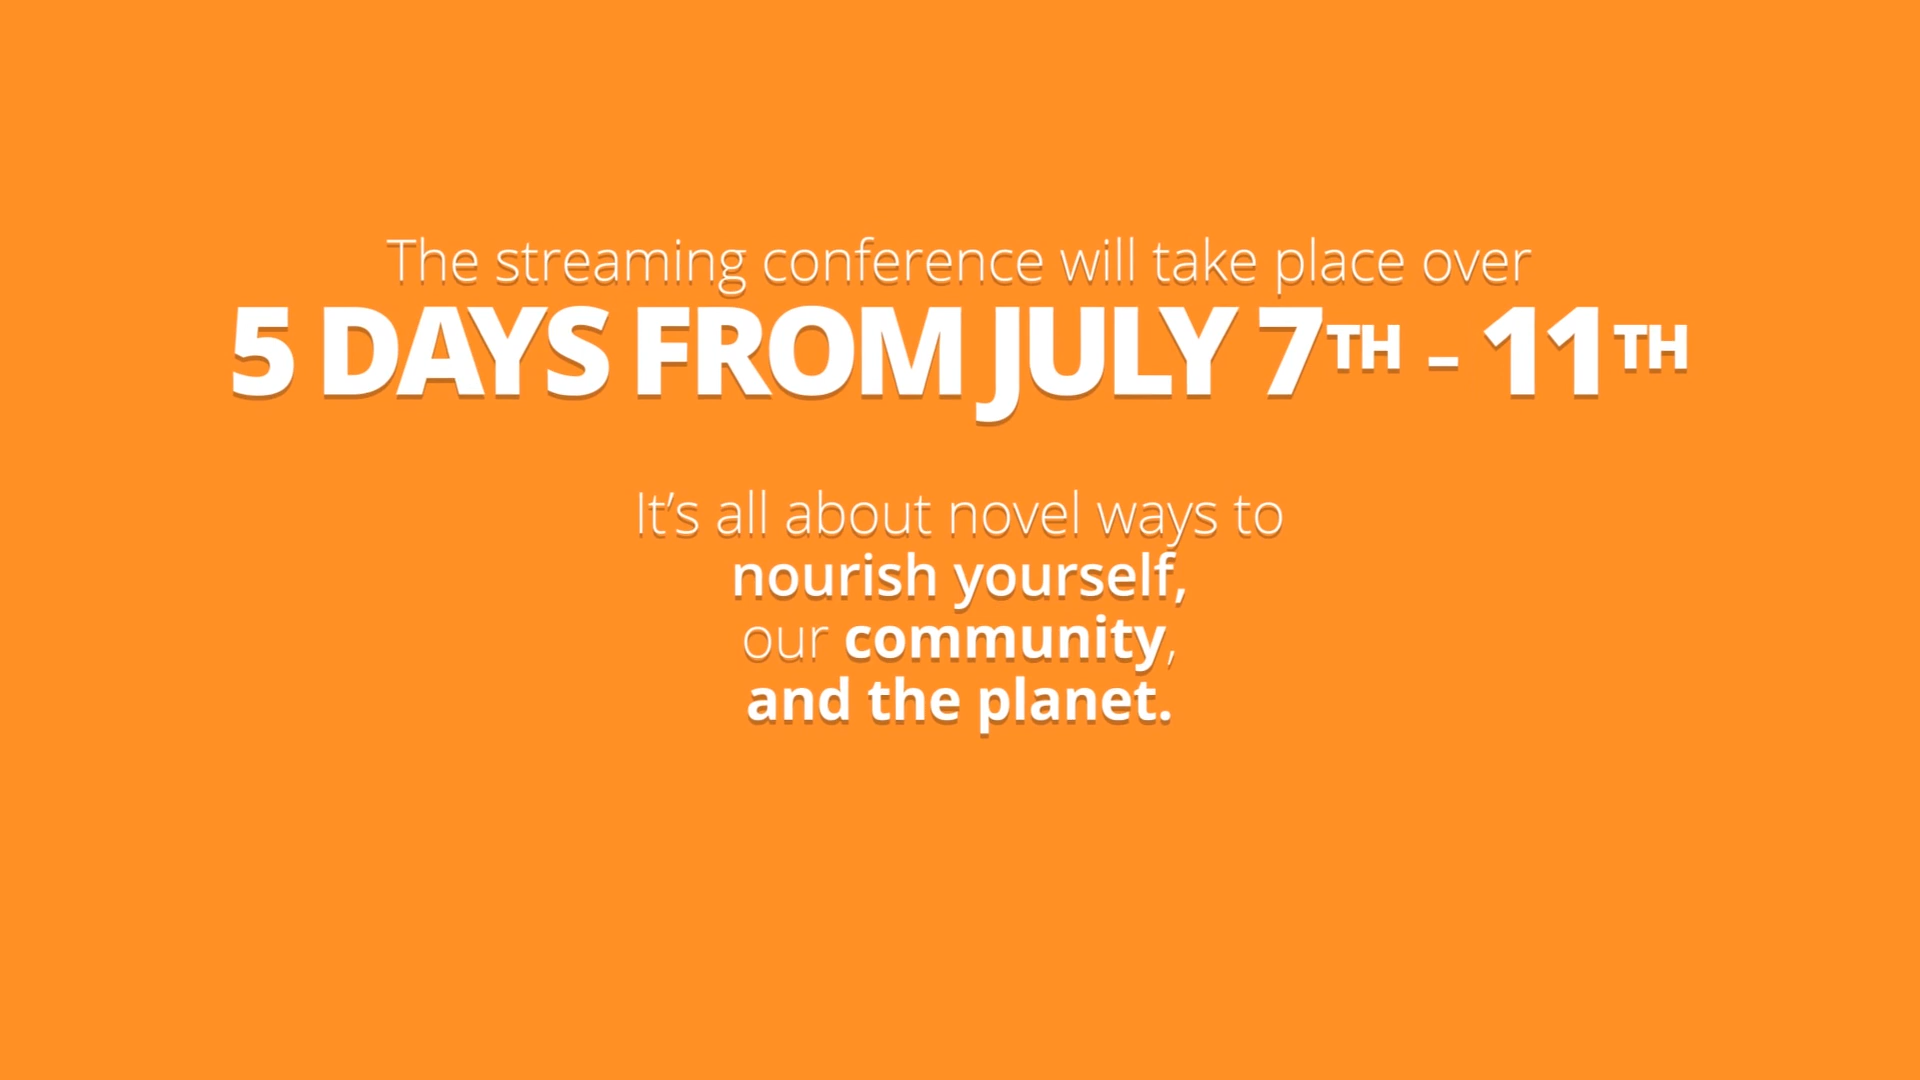 The streaming conference will take place over
5 DAYS FROM JULY 7TH - 11TH
It’s all about novel ways to
nourish yourself,
our community,
and the planet.